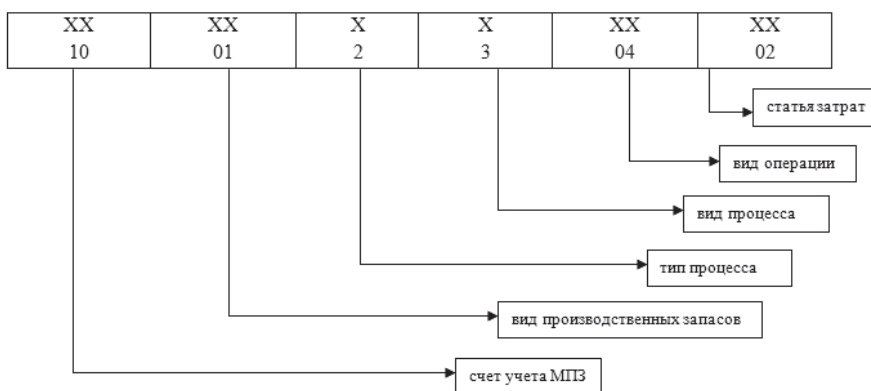 XX XX X X XX XX
10 01 2 3 04 02
статья затрат
вид операции
вид процесса
тип процесса
вид производственных запасов
счет учета МПЗ